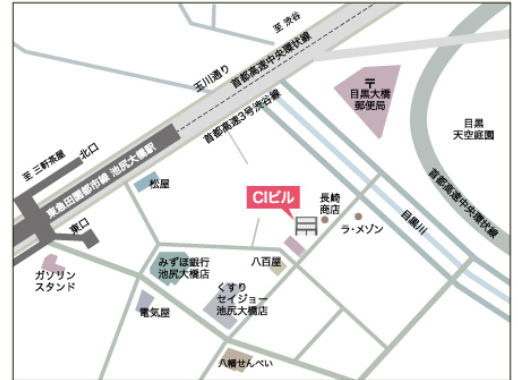 至 渋谷
玉川通り
首都高速中央環状線
首都高速3号渋谷線
〒
目黒大橋
郵便局
目黒
天空庭園
首都高速中央環状線
至 三軒茶屋
北口
東急田園都市線 池尻大橋駅
東口
松屋
CIビル
長崎
商店
ラ・メゾン
目黒川
ガソリン
スタンド
みずほ銀行
池尻大橋店
八百屋
くすり
セイジョー
池尻大橋店
電気屋
八幡せんべい